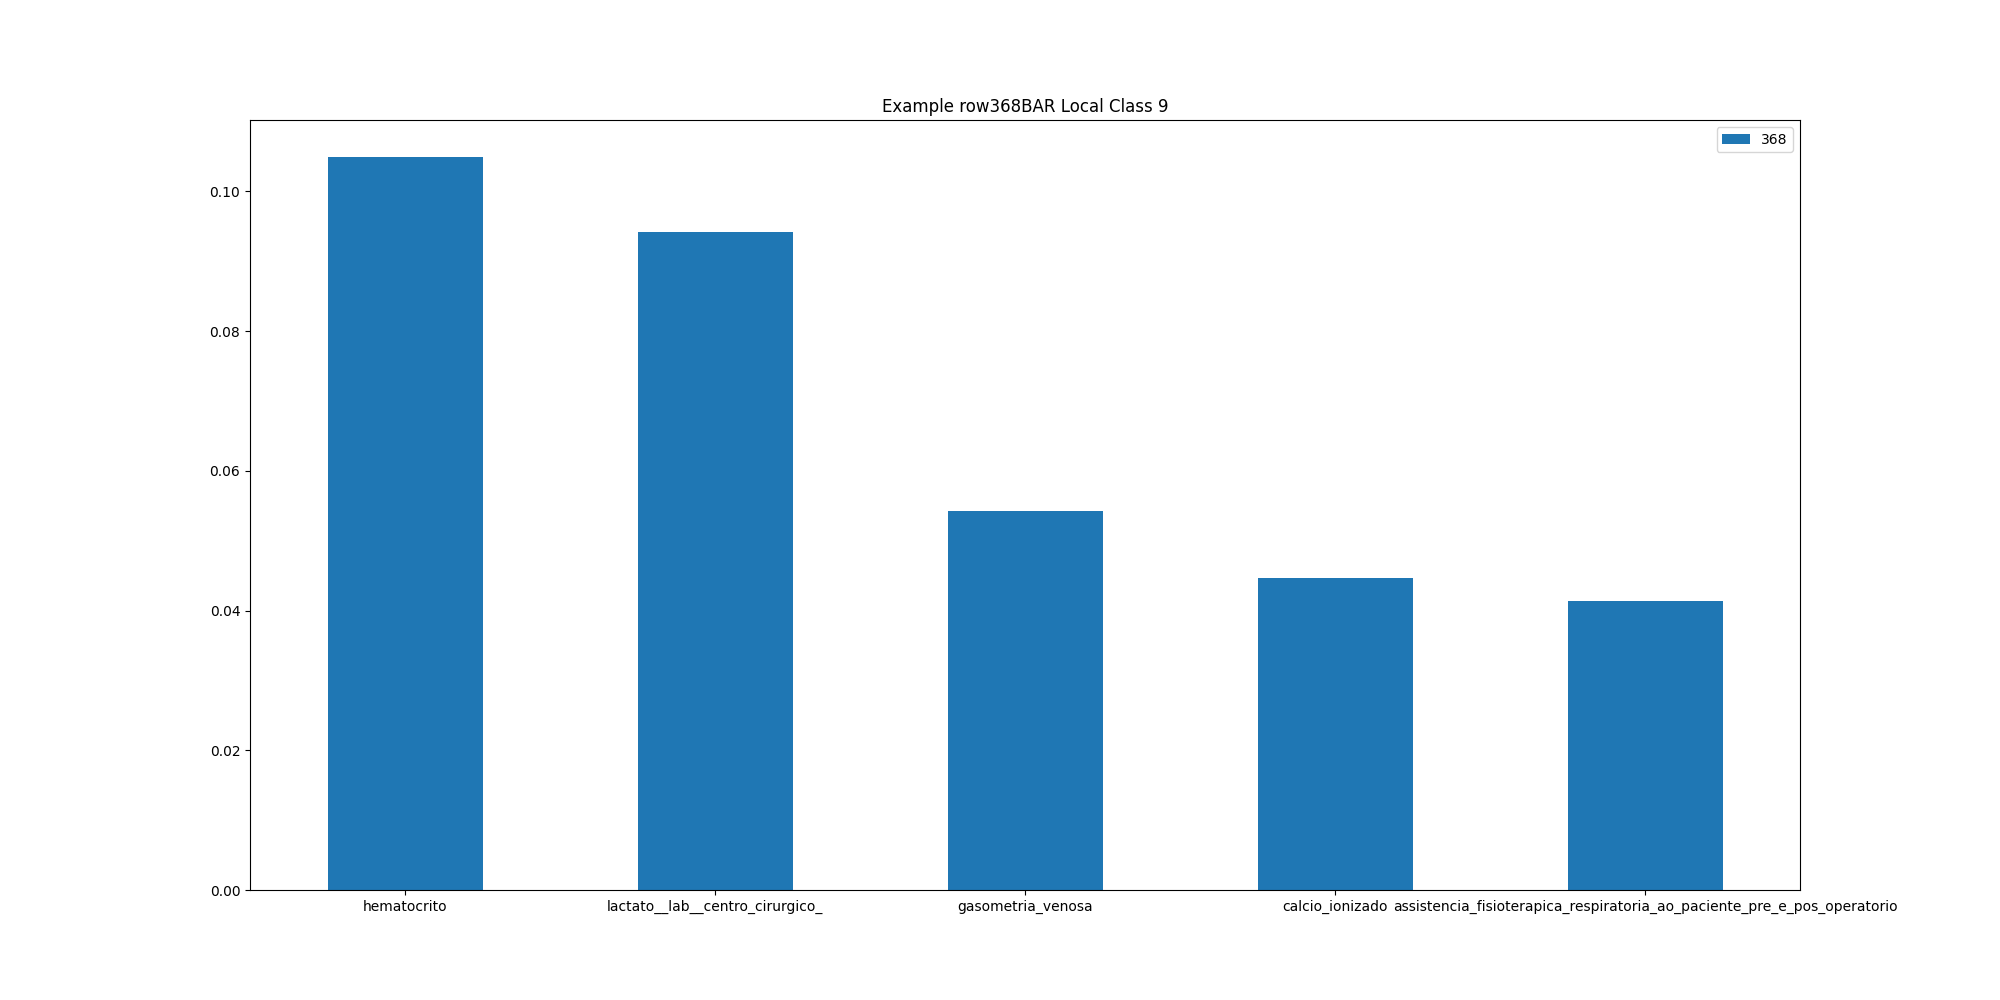 Example row368BAR Local Class 9
368
0.10
0.08
0.06
0.04
0.02
0.00
hematocrito
lactato__lab__centro_cirurgico_
gasometria_venosa
calcio_ionizado
assistencia_fisioterapica_respiratoria_ao_paciente_pre_e_pos_operatorio